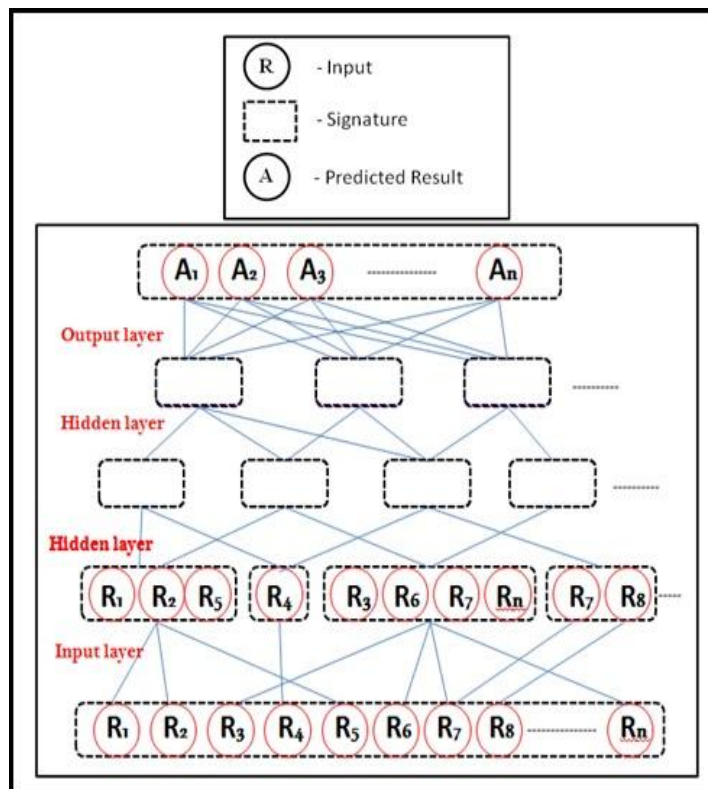 R - Input
- Signature
A - Predicted Result
A1 A2 A3 --------------- An
Output layer
----------
Hidden layer
----------
Hidden layer
R1 R2 R5 R4 R3 R6 R7 Rn R7 R8 -----
Input layer
R1 R2 R3 R4 R5 R6 R7 R8 --------------- Rn